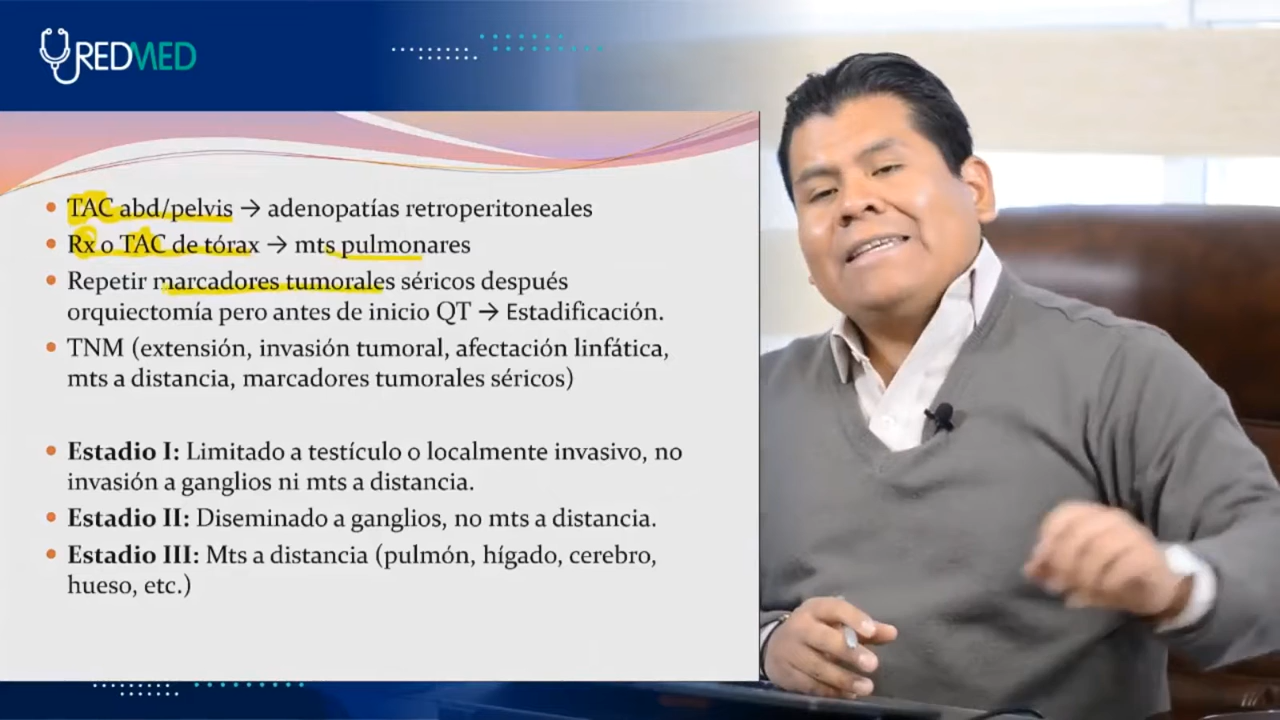 REDMED
• TAC abd/pelvis → adenopatías retroperitoneales
• Rx o TAC de tórax → mts pulmonares
• Repetir marcadores tumorales séricos después
orquiectomía pero antes de inicio QT → Estadificación.
• TNM (extensión, invasión tumoral, afectación linfática,
mts a distancia, marcadores tumorales séricos)
• Estadio I: Limitado a testículo o localmente invasivo, no
invasión a ganglios ni mts a distancia.
• Estadio II: Diseminado a ganglios, no mts a distancia.
• Estadio III: Mts a distancia (pulmón, hígado, cerebro,
hueso, etc.)